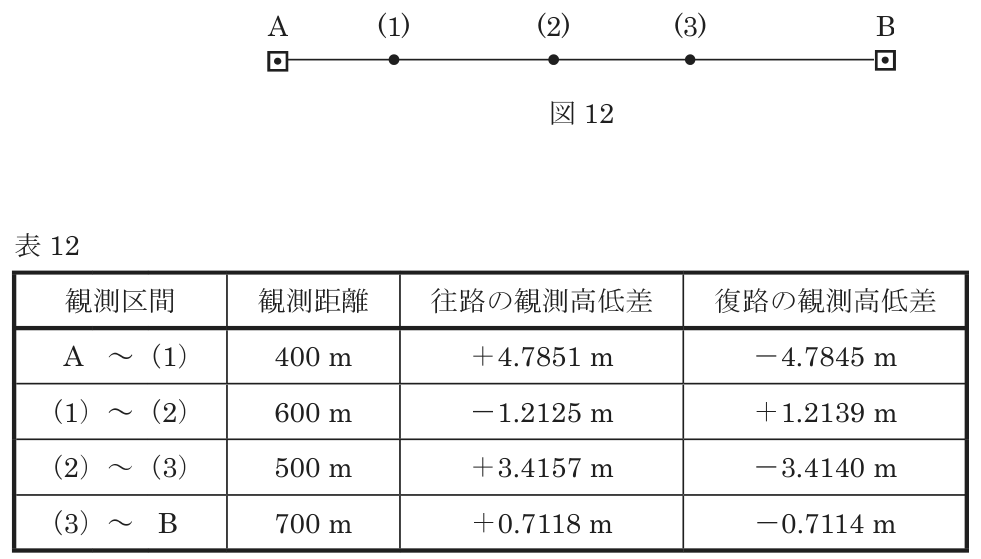 A (1) (2) (3) B
図 12
表 12
観測区間 観測距離 往路の観測高低差 復路の観測高低差
A ～ (1) 400 m +4.7851 m −4.7845 m
(1) ～ (2) 600 m −1.2125 m +1.2139 m
(2) ～ (3) 500 m +3.4157 m −3.4140 m
(3) ～ B 700 m +0.7118 m −0.7114 m